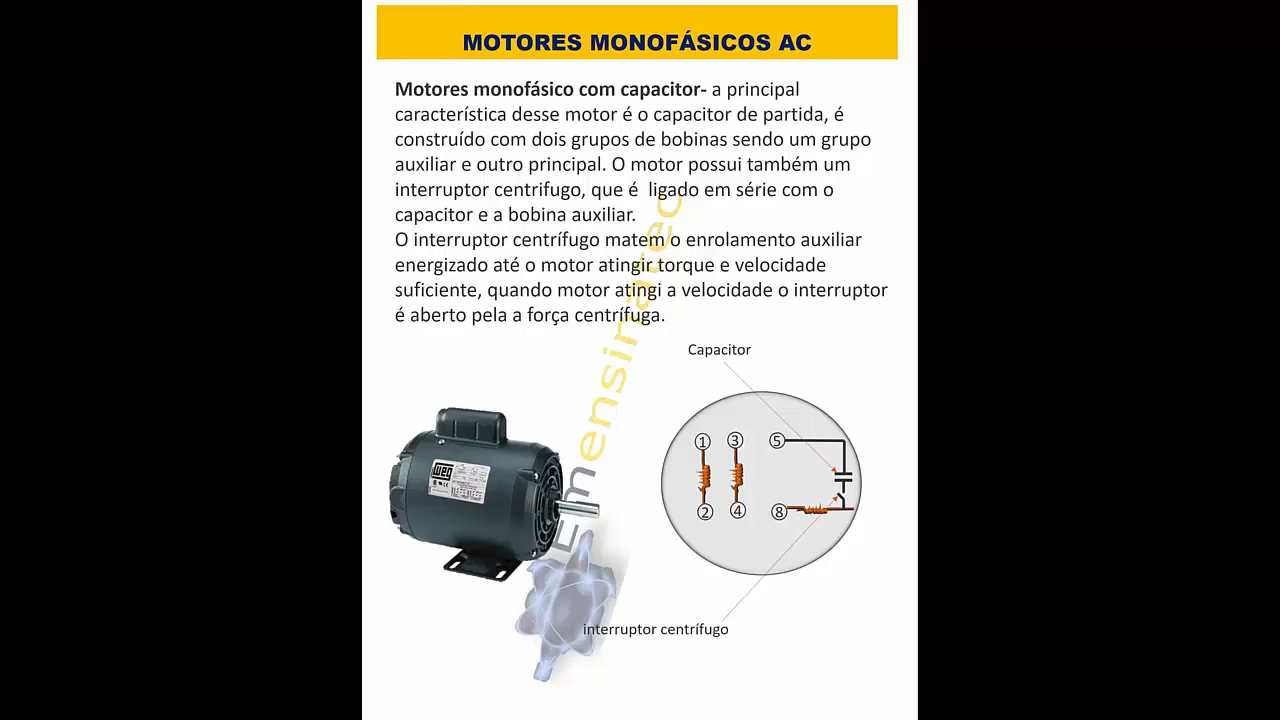 MOTORES MONOFÁSICOS AC
Motores monofásico com capacitor- a principal
característica desse motor é o capacitor de partida, é
construído com dois grupos de bobinas sendo um grupo
auxiliar e outro principal. O motor possui também um
interruptor centrifugo, que é  ligado em série com o
capacitor e a bobina auxiliar.
O interruptor centrífugo matem o enrolamento auxiliar
energizado até o motor atingir torque e velocidade
suficiente, quando motor atingi a velocidade o interruptor
é aberto pela a força centrífuga.
Emensinatec
Capacitor
1 3 5
2 4 8
WEG
interruptor centrífugo